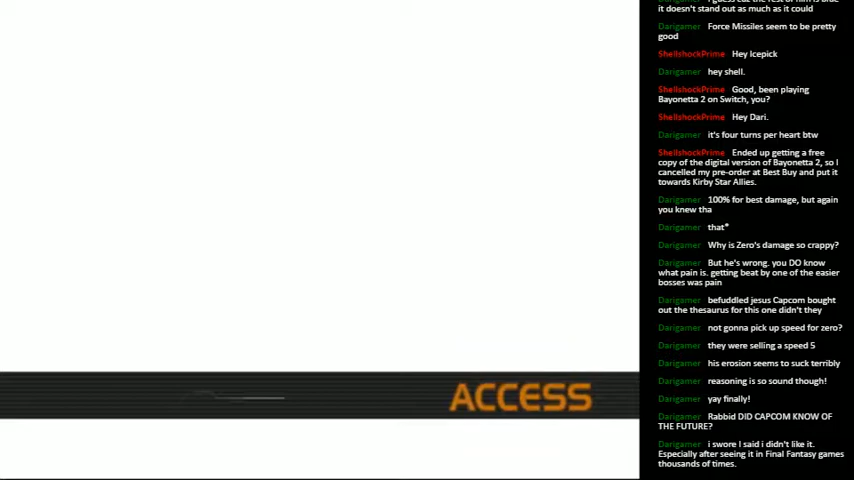 it doesn't stand out as much as it could
Darigamer Force Missiles seem to be pretty
good
ShellshockPrime Hey Icepick
Darigamer hey shell.
ShellshockPrime Good, been playing
Bayonetta 2 on Switch, you?
ShellshockPrime Hey Dari.
Darigamer it's four turns per heart btw
ShellshockPrime Ended up getting a free
copy of the digital version of Bayonetta 2, so I
cancelled my pre-order at Best Buy and put it
towards Kirby Star Allies.
Darigamer 100% for best damage, but again
you knew tha
Darigamer that*
Darigamer Why is Zero's damage so crappy?
Darigamer But he's wrong. you DO know
what pain is. getting beat by one of the easier
bosses was pain
Darigamer befuddled jesus Capcom bought
out the thesaurus for this one didn't they
Darigamer not gonna pick up speed for zero?
Darigamer they were selling a speed 5
Darigamer his erosion seems to suck terribly
Darigamer reasoning is so sound though!
Darigamer yay finally!
Darigamer Rabbid DID CAPCOM KNOW OF
THE FUTURE?
Darigamer i swore I said i didn't like it.
Especially after seeing it in Final Fantasy games
thousands of times.
ACCESS